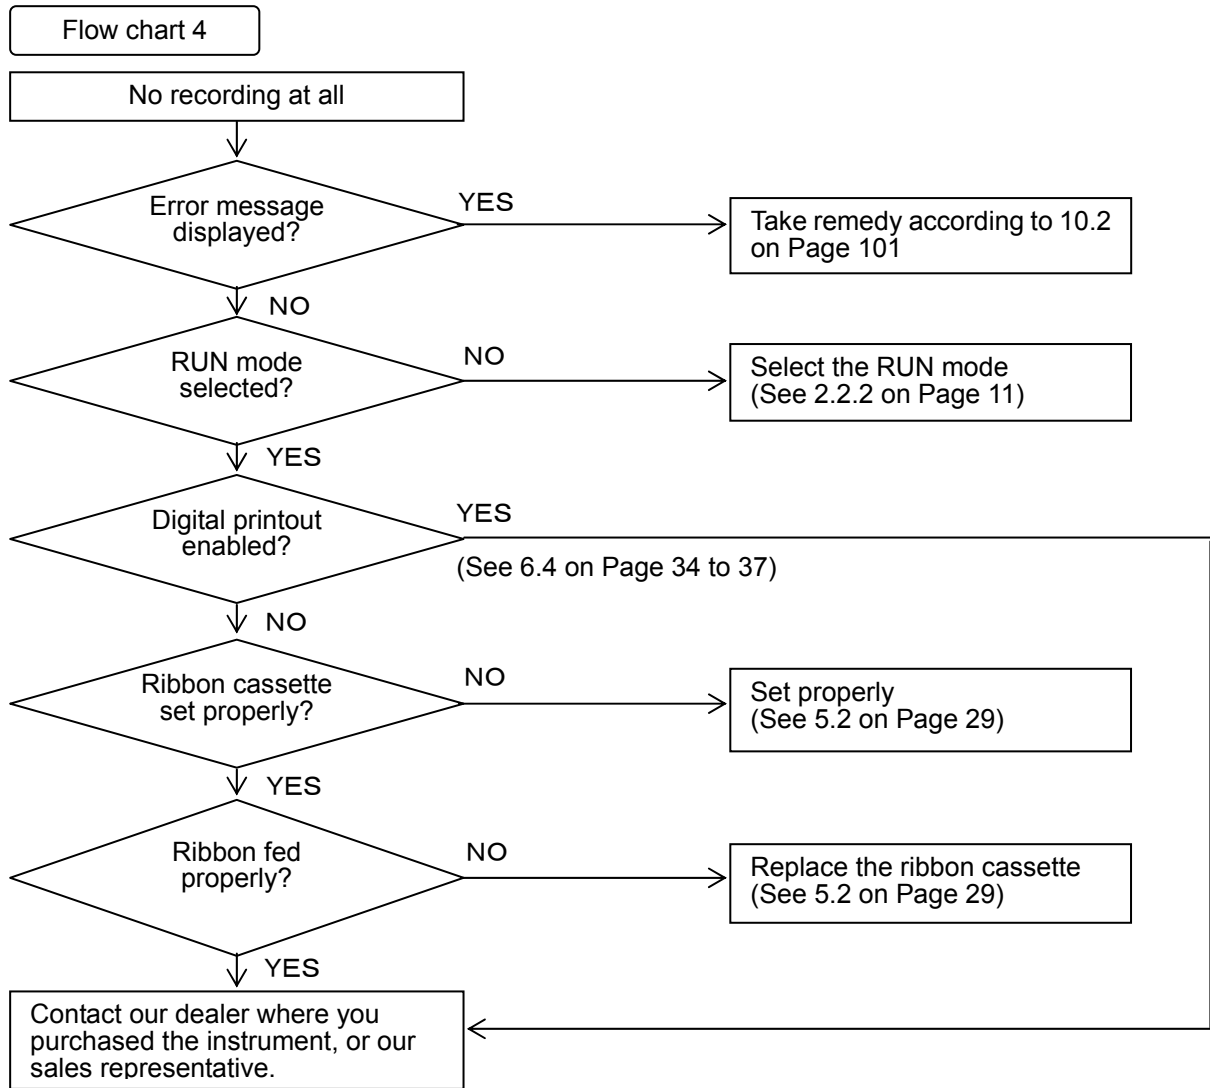 Flow chart 4
No recording at all
Error message
displayed?
YES
Take remedy according to 10.2
on Page 101
NO
RUN mode
selected?
NO
Select the RUN mode
(See 2.2.2 on Page 11)
YES
Digital printout
enabled?
YES
(See 6.4 on Page 34 to 37)
NO
Ribbon cassette
set properly?
NO
Set properly
(See 5.2 on Page 29)
YES
Ribbon fed
properly?
NO
Replace the ribbon cassette
(See 5.2 on Page 29)
YES
Contact our dealer where you
purchased the instrument, or our
sales representative.